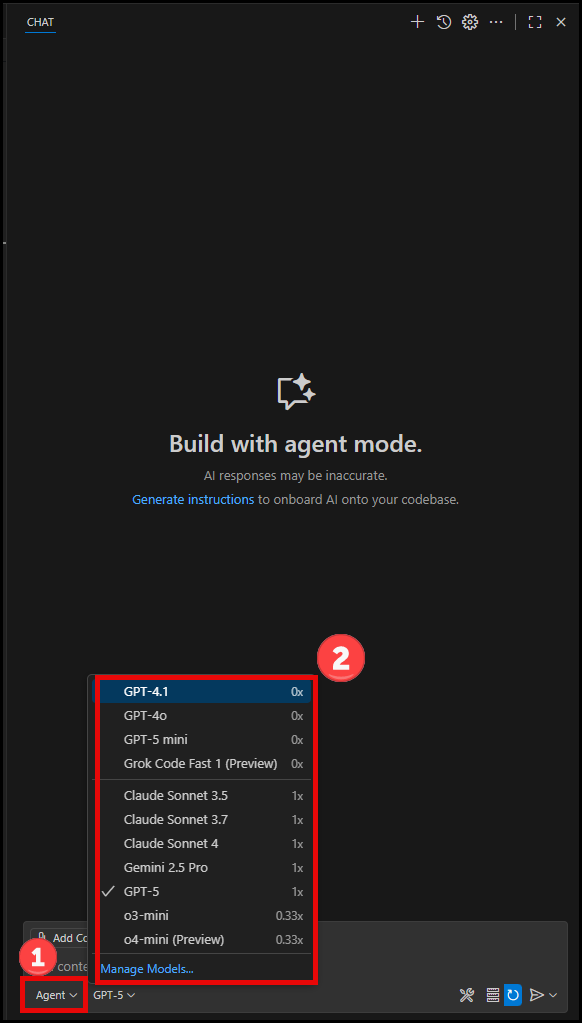 CHAT
Build with agent mode.
AI responses may be inaccurate.
Generate instructions to onboard AI onto your codebase.
2
GPT-4.1 0x
GPT-4o 0x
GPT-5 mini 0x
Grok Code Fast 1 (Preview) 0x
Claude Sonnet 3.5 1x
Claude Sonnet 3.7 1x
Claude Sonnet 4 1x
Gemini 2.5 Pro 1x
GPT-5 1x
o3-mini 0.33x
o4-mini (Preview) 0.33x
Manage Models...
Add Co
1
conte
Agent GPT-5